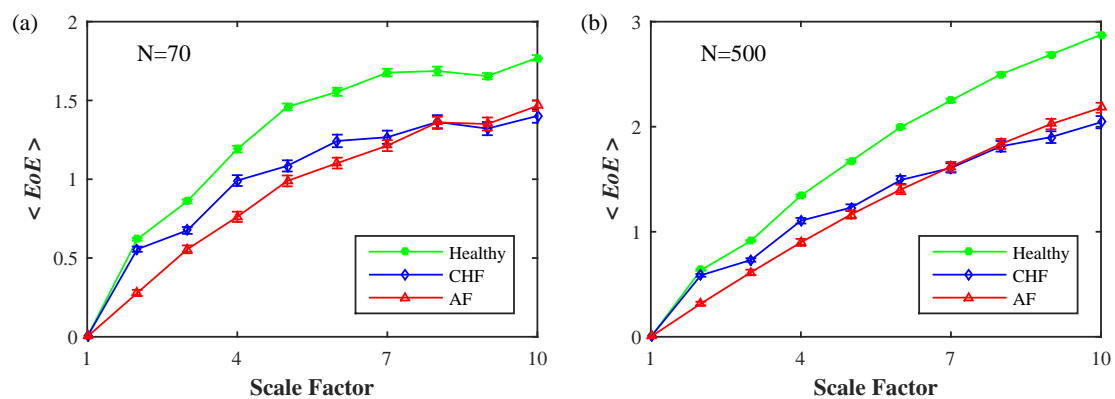 (a)
N=70
2
1.5
1
0.5
0
< EoE >
Healthy
CHF
AF
1 4 7 10
Scale Factor
(b)
N=500
3
2
1
0
< EoE >
Healthy
CHF
AF
1 4 7 10
Scale Factor